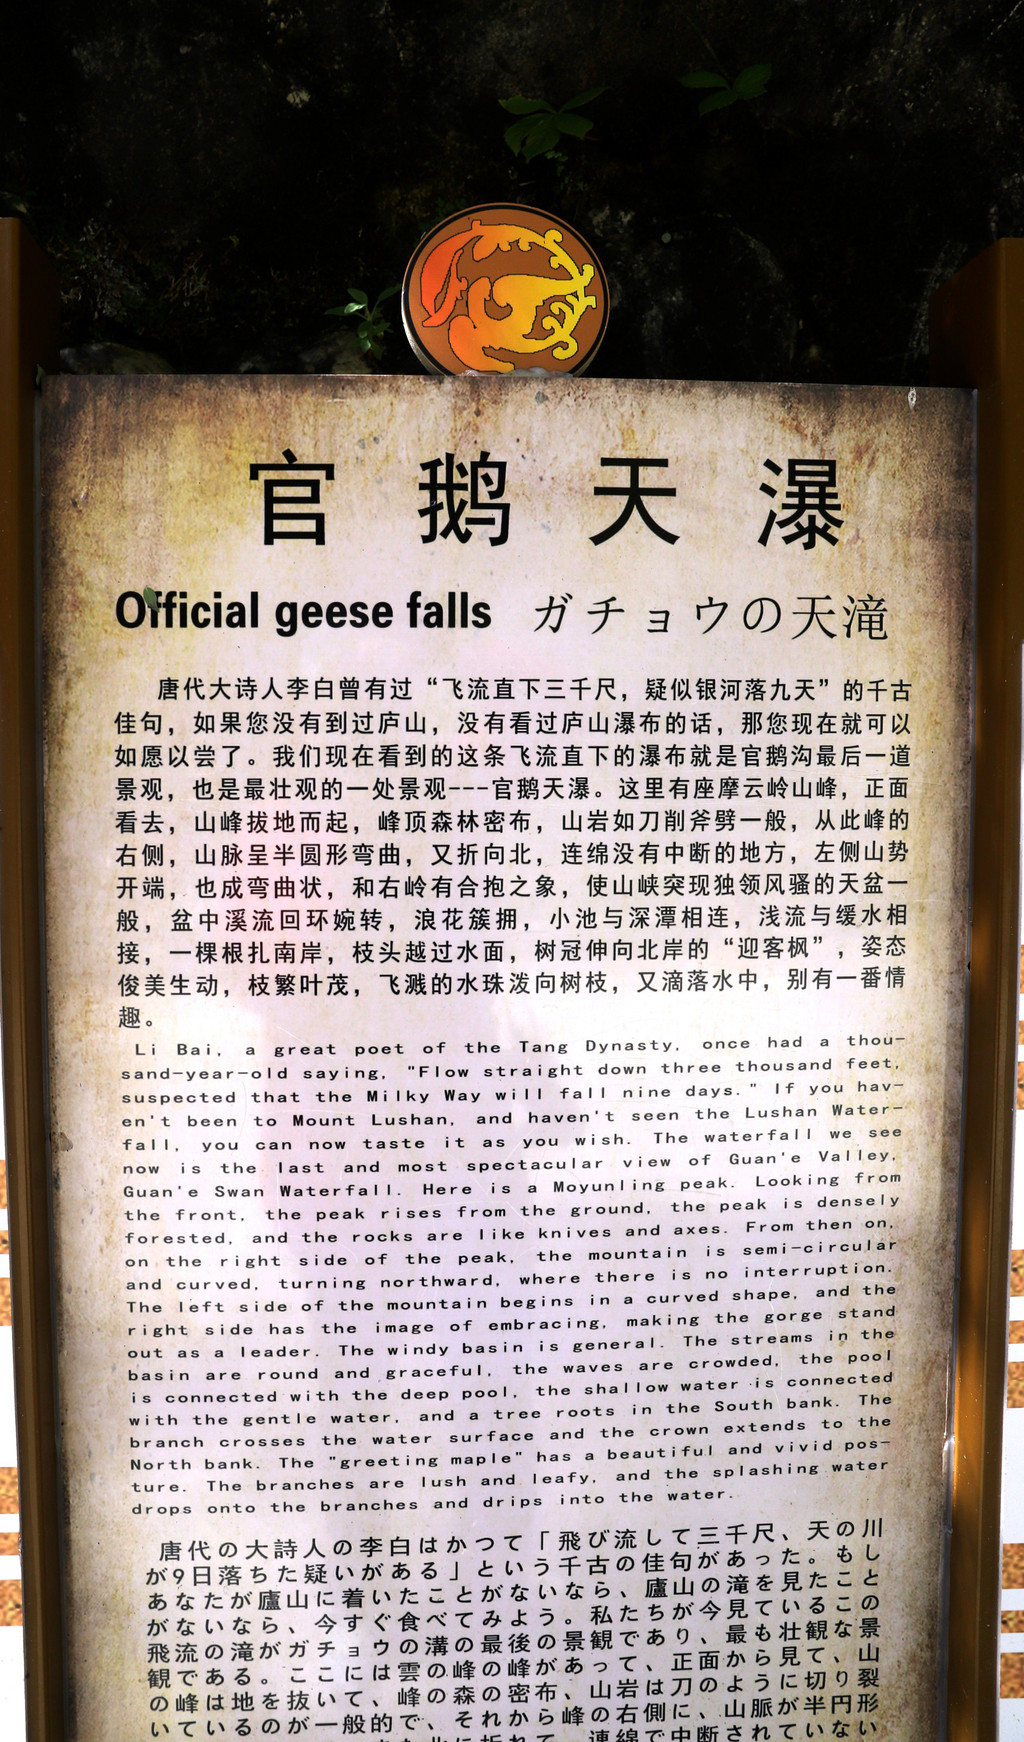 官鹅天瀑
Official geese falls ガチョウの天滝
唐代大诗人李白曾有过“飞流直下三千尺，疑似银河落九天”的千古
佳句，如果您没有到过庐山，没有看过庐山瀑布的话，那您现在就可以
如愿以尝了。我们现在看到的这条飞流直下的瀑布就是官鹅沟最后一道
景观，也是最壮观的一处景观---官鹅天瀑。这里有座摩云岭山峰，正面
看去，山峰拔地而起，峰顶森林密布，山岩如刀削斧劈一般，从此峰的
右侧，山脉呈半圆形弯曲，又折向北，连绵没有中断的地方，左侧山势
开端，也成弯曲状，和右岭有合抱之象，使山峡突现独领风骚的天盆一
般，盆中溪流回环婉转，浪花簇拥，小池与深潭相连，浅流与缓水相
接，一棵根扎南岸，枝头越过水面，树冠伸向北岸的“迎客枫”，姿态
俊美生动，枝繁叶茂，飞溅的水珠泼向树枝，又滴落水中，别有一番情
趣。
Li Bai, a great poet of the Tang Dynasty, once had a thou-
sand-year-old saying, "Flow straight down three thousand feet,
suspected that the Milky Way will fall nine days." If you hav-
en't been to Mount Lushan, and haven't seen the Lushan Water-
fall, you can now taste it as you wish. The waterfall we see
now is the last and most spectacular view of Guan'e Valley,
Guan'e Swan Waterfall. Here is a Moyunling peak. Looking from
the front, the peak rises from the ground, the peak is densely
forested, and the rocks are like knives and axes. From then on,
on the right side of the peak, the mountain is semi-circular
and curved, turning northward, where there is no interruption.
The left side of the mountain begins in a curved shape, and the
right side has the image of embracing, making the gorge stand
out as a leader. The windy basin is general. The streams in the
basin are round and graceful, the waves are crowded, the pool
is connected with the deep pool, the shallow water is connected
with the gentle water, and a tree roots in the South bank. The
branch crosses the water surface and the crown extends to the
North bank. The "greeting maple" has a beautiful and vivid pos-
ture. The branches are lush and leafy, and the splashing water
drops onto the branches and drips into the water.
唐代の大詩人の李白はかつて「飛び流して三千尺、天の川
が9日落ちた疑いがある」という千古の佳句があった。もし
あなたが廬山に着いたことがないなら、廬山の滝を見たこと
がないなら、今すぐ食べてみよう。私たちが今見ているこの
飛流の滝がガチョウの溝の最後の景観であり、最も壮観な景
観である。ここには雲の峰の峰があって、正面から見て、山
の峰は地を抜いて、峰の森の密布、山岩は刀のように切り裂
いているのが一般的で、それから峰の右側に、山脈が半円形